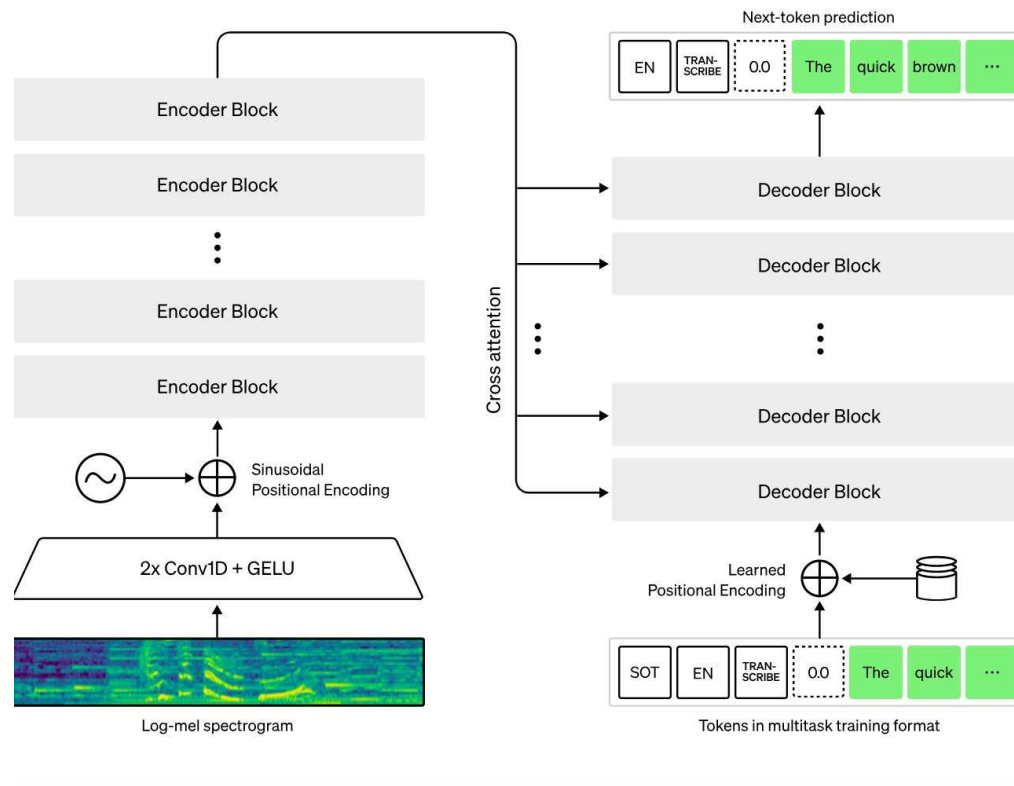 Next-token prediction
EN TRAN-SCRIBE 0.0 The quick brown ...
Encoder Block
Encoder Block
Encoder Block
Encoder Block
Sinusoidal
Positional Encoding
2x Conv1D + GELU
Log-mel spectrogram
Cross attention
Decoder Block
Decoder Block
Decoder Block
Decoder Block
Learned
Positional Encoding
SOT EN TRAN-SCRIBE 0.0 The quick ...
Tokens in multitask training format